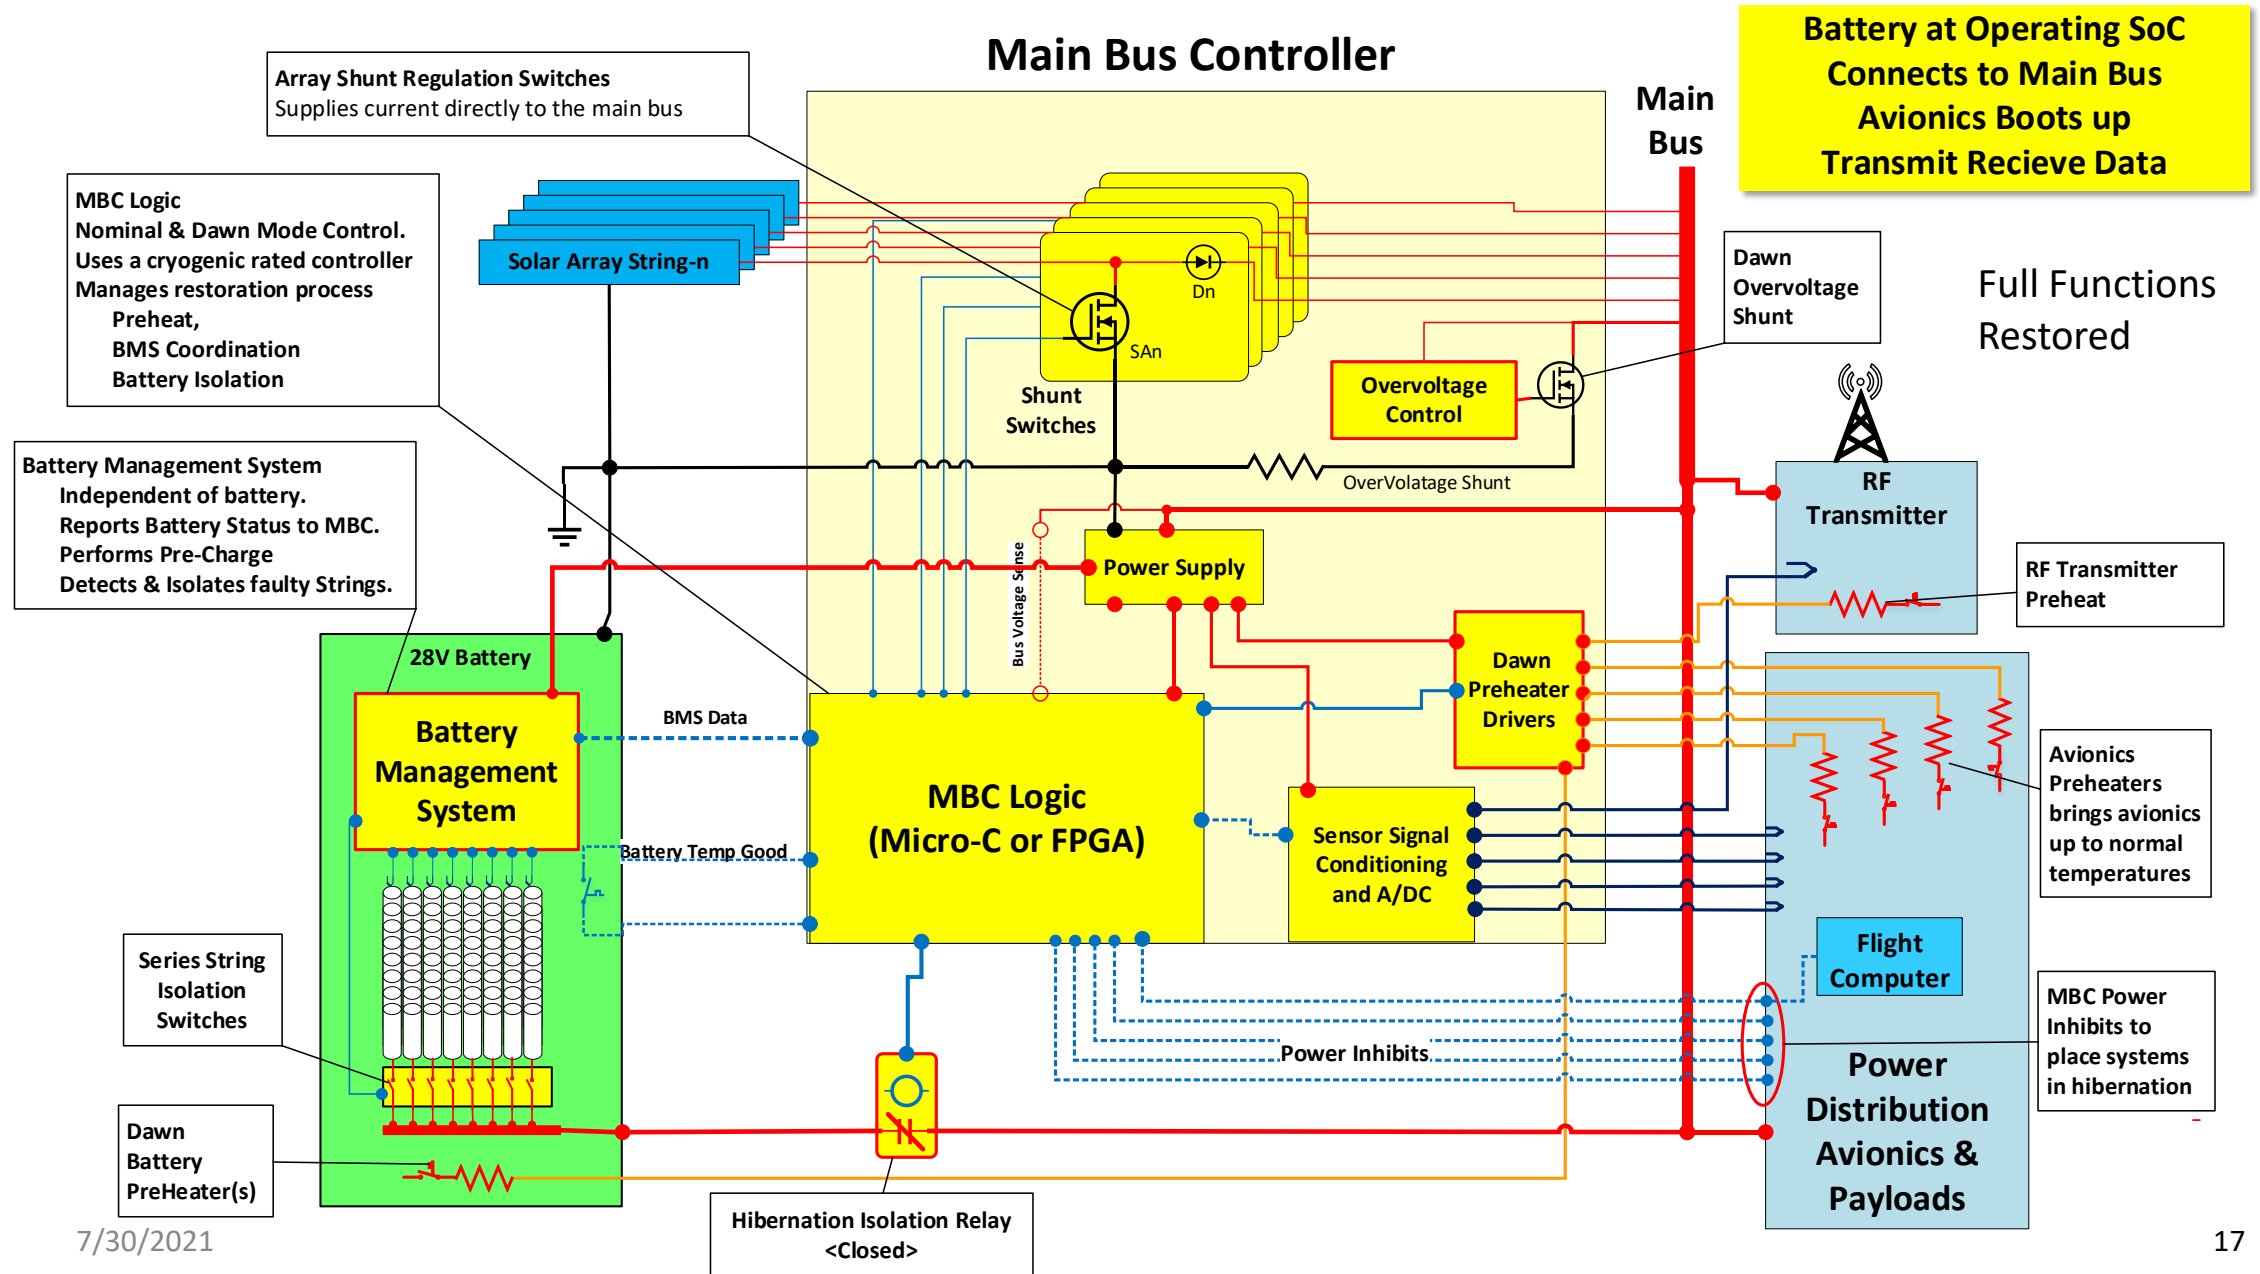 Main Bus Controller
Battery at Operating SoC
Connects to Main Bus
Avionics Boots up
Transmit Recieve Data
Array Shunt Regulation Switches
Supplies current directly to the main bus
Main
Bus
MBC Logic
Nominal & Dawn Mode Control.
Uses a cryogenic rated controller
Manages restoration process
Preheat,
BMS Coordination
Battery Isolation
Solar Array String-n
Dn
SAn
Shunt
Switches
Dawn
Overvoltage
Shunt
Full Functions
Restored
Overvoltage
Control
OverVolatage Shunt
Battery Management System
Independent of battery.
Reports Battery Status to MBC.
Performs Pre-Charge
Detects & Isolates faulty Strings.
RF
Transmitter
RF Transmitter
Preheat
Power Supply
Bus Voltage Sense
28V Battery
Battery
Management
System
BMS Data
Battery Temp Good
MBC Logic
(Micro-C or FPGA)
Dawn
Preheater
Drivers
Sensor Signal
Conditioning
and A/DC
Avionics
Preheaters
brings avionics
up to normal
temperatures
Flight
Computer
Series String
Isolation
Switches
Power Inhibits
MBC Power
Inhibits to
place systems
in hibernation
Power
Distribution
Avionics &
Payloads
Dawn
Battery
PreHeater(s)
Hibernation Isolation Relay
<Closed>
7/30/2021
17